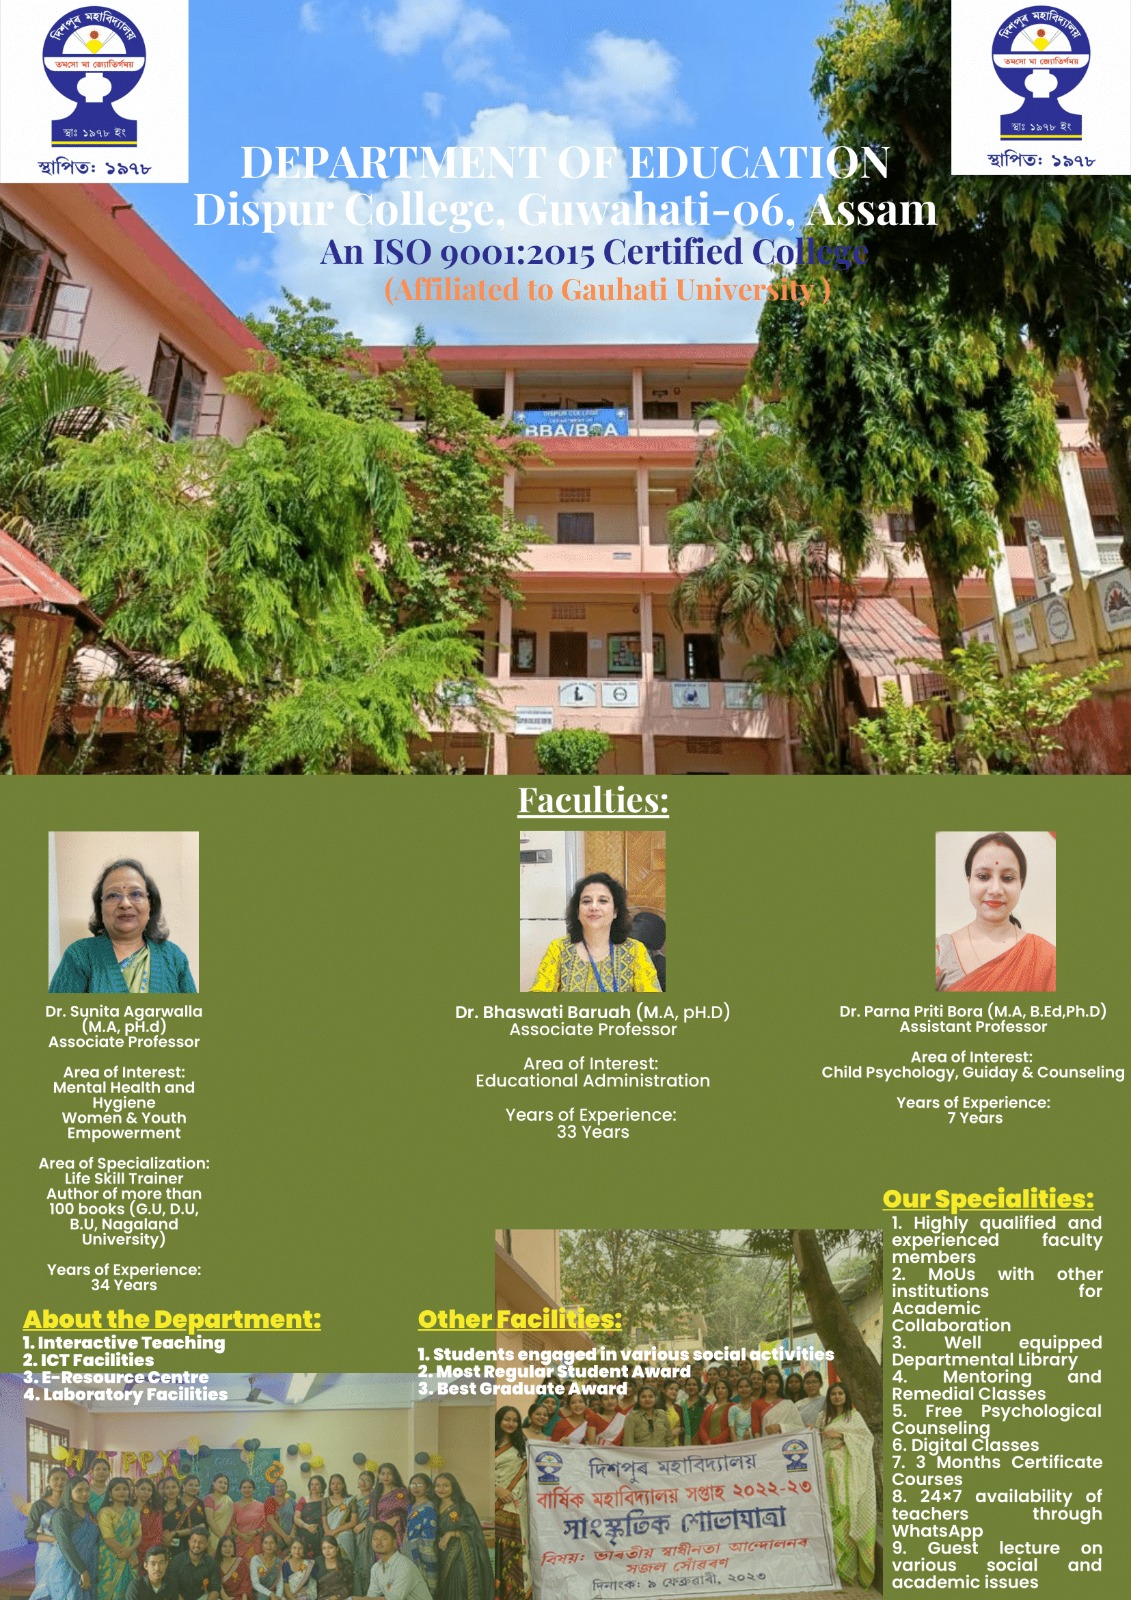 দিশপুৰ মহাবিদ্যালয়
তমসো মা জ্যোতিৰ্গময়
স্থাঃ ১৯৭৮ ইং
স্থাপিত: ১৯৭৮
দিশপুৰ মহাবিদ্যালয়
তমসো মা জ্যোতিৰ্গময়
স্থাঃ ১৯৭৮ ইং
স্থাপিত: ১৯৭৮
DEPARTMENT OF EDUCATION
Dispur College, Guwahati-06, Assam
An ISO 9001:2015 Certified College
(Affiliated to Gauhati University )
DISPUR COLLEGE
BBA/BCA
Faculties:
Dr. Sunita Agarwalla
(M.A, pH.d)
Associate Professor
Area of Interest:
Mental Health and
Hygiene
Women & Youth
Empowerment
Area of Specialization:
Life Skill Trainer
Author of more than
100 books (G.U, D.U,
B.U, Nagaland
University)
Years of Experience:
34 Years
Dr. Bhaswati Baruah (M.A, pH.D)
Associate Professor
Area of Interest:
Educational Administration
Years of Experience:
33 Years
Dr. Parna Priti Bora (M.A, B.Ed,Ph.D)
Assistant Professor
Area of Interest:
Child Psychology, Guiday & Counseling
Years of Experience:
7 Years
About the Department:
1. Interactive Teaching
2. ICT Facilities
3. E-Resource Centre
4. Laboratory Facilities
HAPPY
Other Facilities:
1. Students engaged in various social activities
2. Most Regular Student Award
3. Best Graduate Award
দিশপুৰ মহাবিদ্যালয়
বাৰ্ষিক মহাবিদ্যালয় সপ্তাহ ২০২২-২৩
সাংস্কৃতিক শোভাযাত্ৰা
বিষয়: ভাৰতীয় স্বাধীনতা আন্দোলনৰ
সজল সোঁৱৰণ
দিনাংক: ৯ ফেব্ৰুৱাৰী, ২০২৩
Our Specialities:
1. Highly qualified and
experienced faculty
members
2. MoUs with other
institutions for
Academic
Collaboration
3. Well equipped
Departmental Library
4. Mentoring and
Remedial Classes
5. Free Psychological
Counseling
6. Digital Classes
7. 3 Months Certificate
Courses
8. 24×7 availability of
teachers through
WhatsApp
9. Guest lecture on
various social and
academic issues